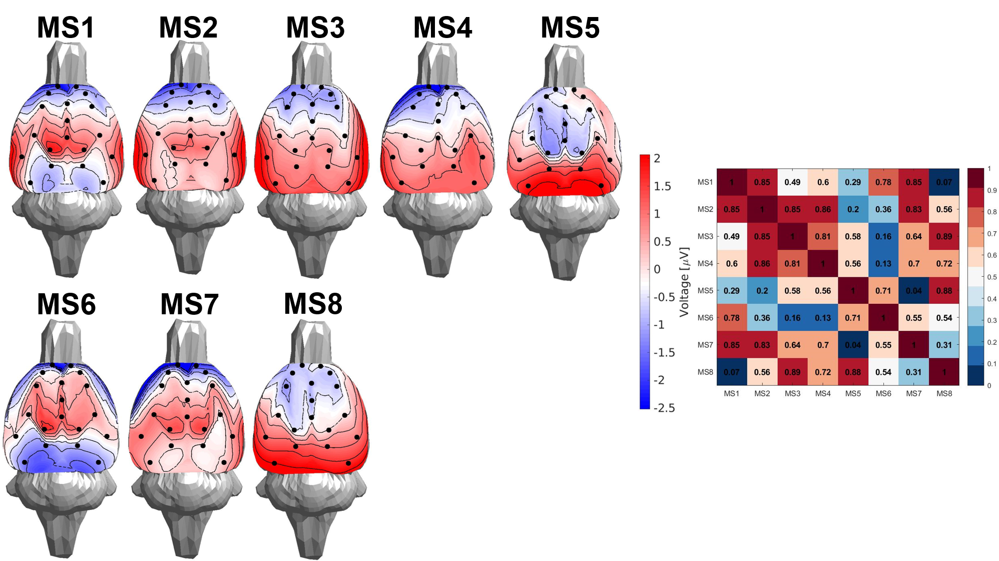 MS1 MS2 MS3 MS4 MS5
MS6 MS7 MS8
2
1.5
1
0.5
0
-0.5
-1
-1.5
-2
-2.5
Voltage [μV]
MS1 1 0.85 0.49 0.6 0.29 0.78 0.85 0.07
MS2 0.85 1 0.85 0.86 0.2 0.36 0.83 0.56
MS3 0.49 0.85 1 0.81 0.58 0.16 0.64 0.89
MS4 0.6 0.86 0.81 1 0.56 0.13 0.7 0.72
MS5 0.29 0.2 0.58 0.56 1 0.71 0.04 0.88
MS6 0.78 0.36 0.16 0.13 0.71 1 0.55 0.54
MS7 0.85 0.83 0.64 0.7 0.04 0.55 1 0.31
MS8 0.07 0.56 0.89 0.72 0.88 0.54 0.31 1
MS1 MS2 MS3 MS4 MS5 MS6 MS7 MS8
1
0.9
0.8
0.7
0.6
0.5
0.4
0.3
0.2
0.1
0